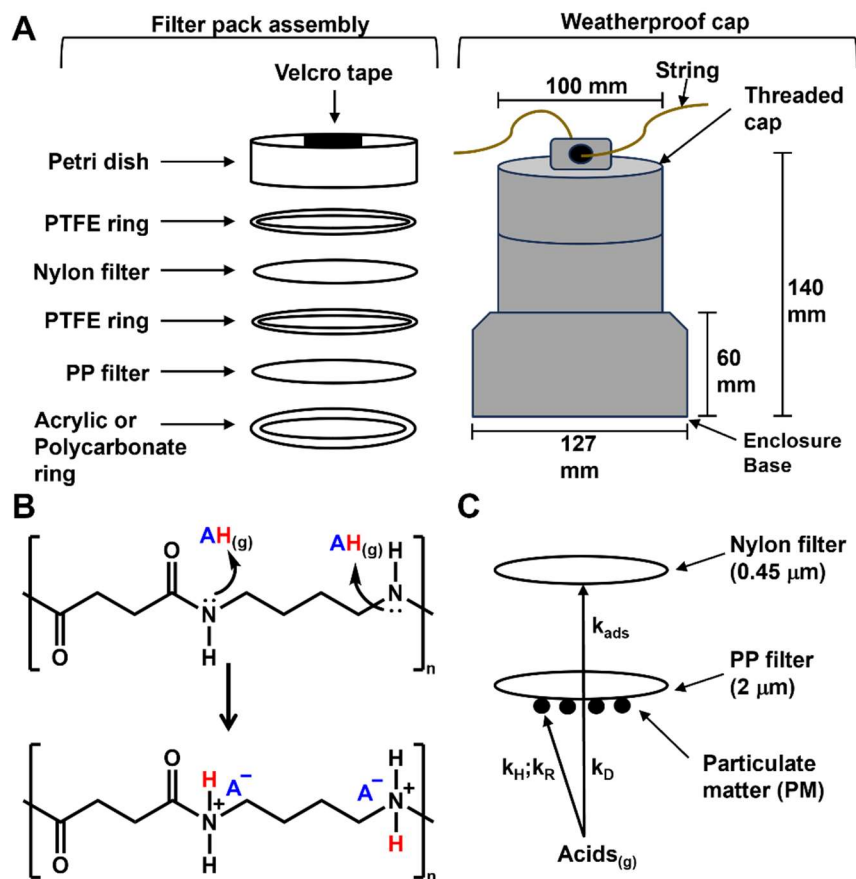 A
Filter pack assembly
Velcro tape
Petri dish
PTFE ring
Nylon filter
PTFE ring
PP filter
Acrylic or
Polycarbonate
ring
Weatherproof cap
100 mm
String
Threaded
cap
140
mm
60
mm
127
mm
Enclosure
Base
B
AH(g)
AH(g)
O
H
N
N
O
H
n
O
H
H
A⁻
A⁻
N
+
N
+
O
H
H
n
C
Nylon filter
(0.45 μm)
kads
PP filter
(2 μm)
kH;kR
kD
Particulate
matter (PM)
Acids(g)